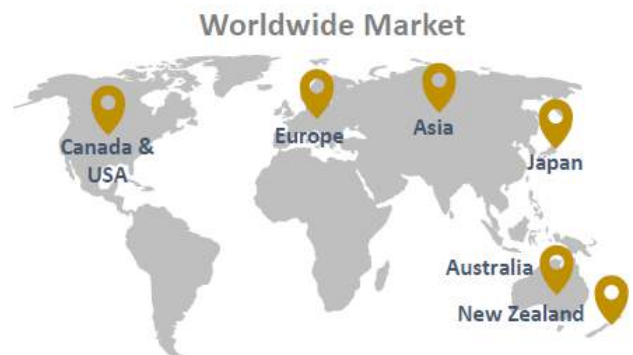 Worldwide Market
Canada &
USA
Europe
Asia
Japan
Australia
New Zealand